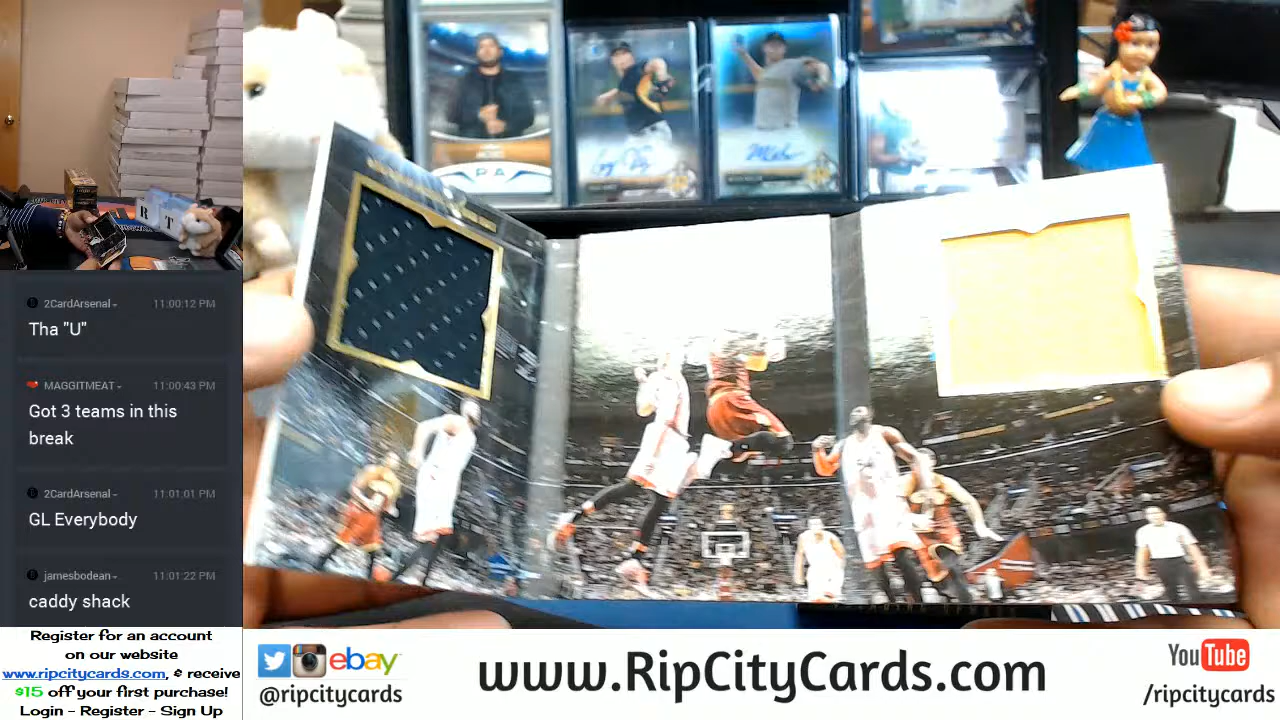 R T
PA
2CardArsenal 11:00:12 PM
Tha "U"
MAGGITMEAT 11:00:43 PM
Got 3 teams in this
break
2CardArsenal 11:01:01 PM
GL Everybody
jamesbodean 11:01:22 PM
caddy shack
Register for an account
on our website
www.ripcitycards.com, & receive
$15 off your first purchase!
Login - Register - Sign Up
ebay
@ripcitycards
www.RipCityCards.com
YouTube
/ripcitycards